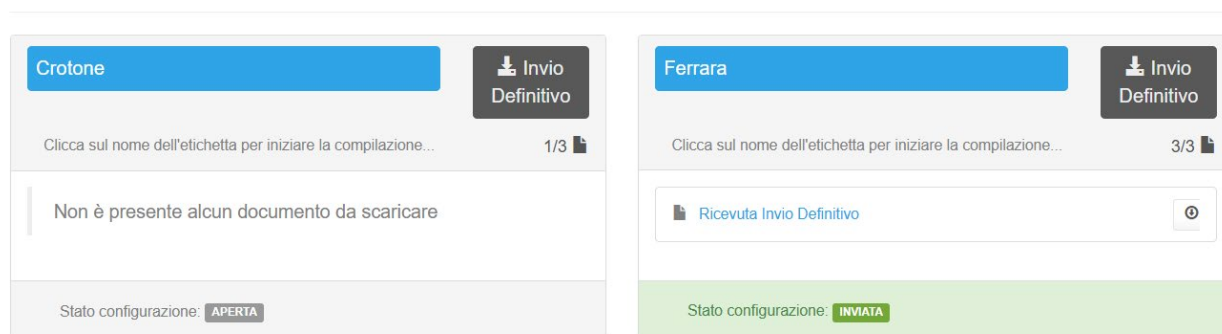 Crotone
Invio
Definitivo
Clicca sul nome dell'etichetta per iniziare la compilazione...
1/3
Non è presente alcun documento da scaricare
Stato configurazione: APERTA
Ferrara
Invio
Definitivo
Clicca sul nome dell'etichetta per iniziare la compilazione...
3/3
Ricevuta Invio Definitivo
Stato configurazione: INVIATA